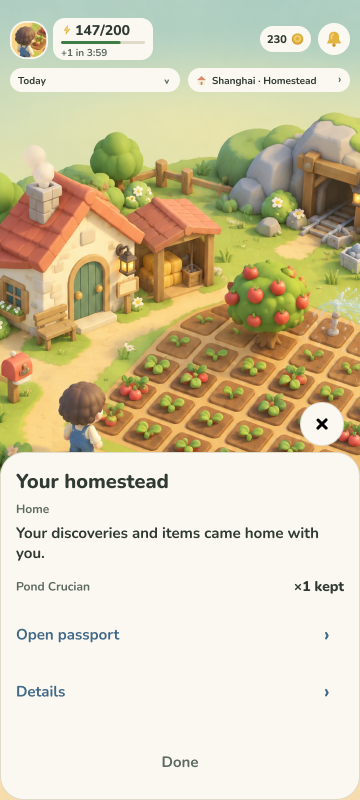 147/200
+1 in 3:59
230
Today
Shanghai · Homestead
Your homestead
Home
Your discoveries and items came home with
you.
Pond Crucian
×1 kept
Open passport
Details
Done